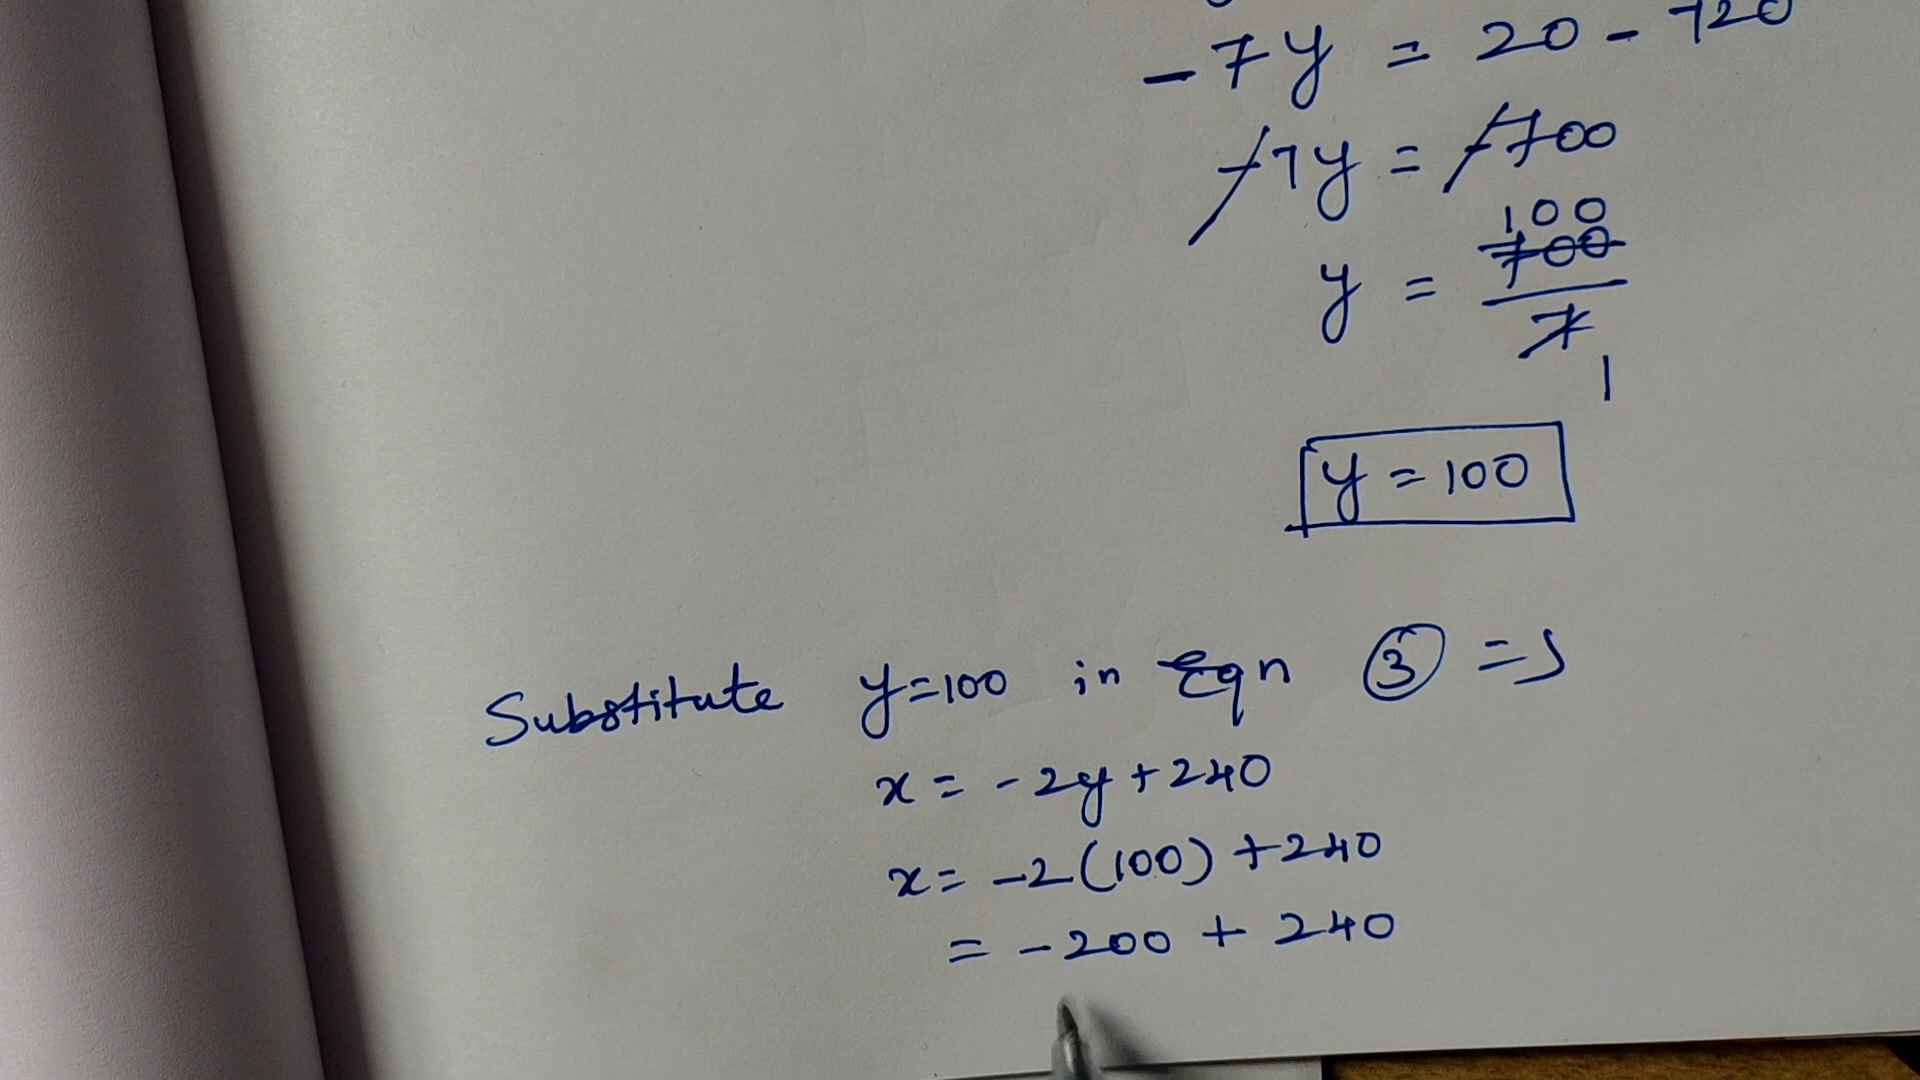 -7y = 20 - 720
-7y = -700
100
y = 700/7
1
y = 100
Substitute y=100 in Eqn ③ =>
x = -2y + 240
x = -2(100) + 240
= -200 + 240